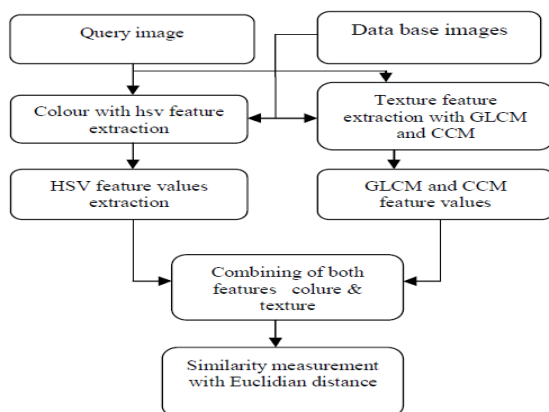 Query image
Data base images
Colour with hsv feature
extraction
Texture feature
extraction with GLCM
and CCM
HSV feature values
extraction
GLCM and CCM
feature values
Combining of both
features colure &
texture
Similarity measurement
with Euclidian distance